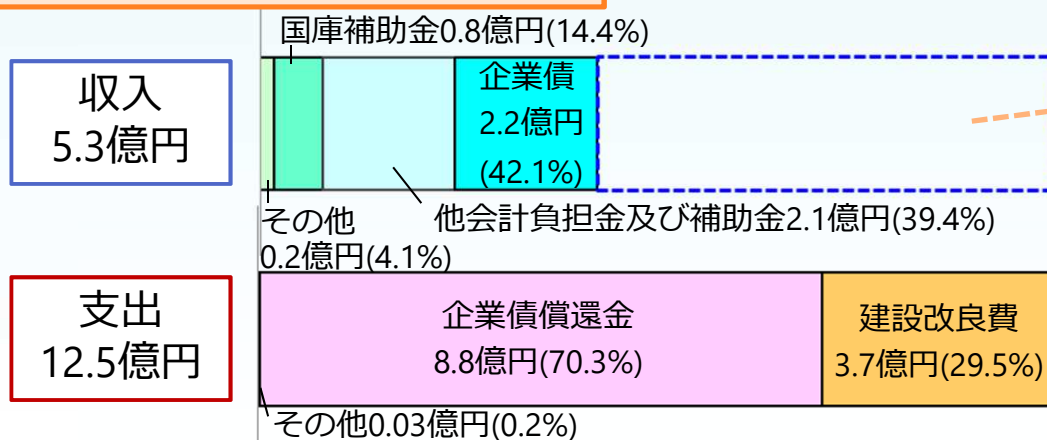 国庫補助金0.8億円(14.4%)
収入
5.3億円
企業債
2.2億円
(42.1%)
その他
0.2億円(4.1%)
他会計負担金及び補助金2.1億円(39.4%)
支出
12.5億円
企業債償還金
8.8億円(70.3%)
建設改良費
3.7億円(29.5%)
その他0.03億円(0.2%)